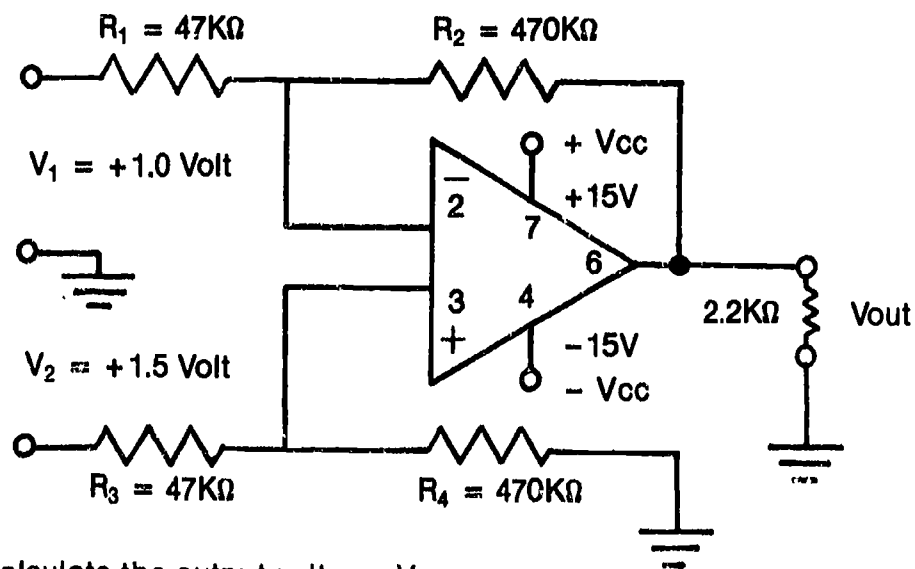 R1 = 47KΩ
R2 = 470KΩ
V1 = +1.0 Volt
+ Vcc
+15V
−
2
7
6
3
4
+
2.2KΩ
Vout
−15V
− Vcc
V2 = +1.5 Volt
R3 = 47KΩ
R4 = 470KΩ